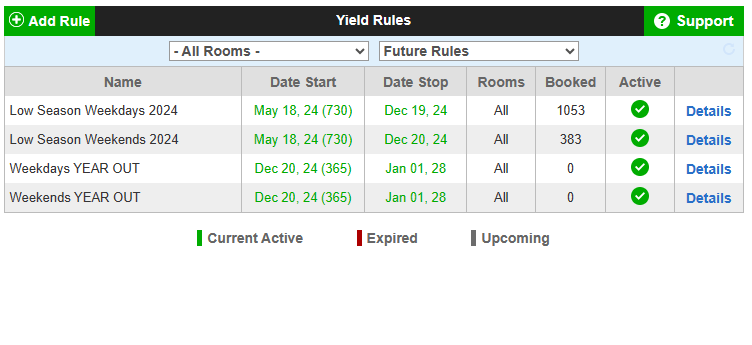 Add Rule Yield Rules ? Support
- All Rooms - Future Rules
Name Date Start Date Stop Rooms Booked Active
Low Season Weekdays 2024 May 18, 24 (730) Dec 19, 24 All 1053 Details
Low Season Weekends 2024 May 18, 24 (730) Dec 20, 24 All 383 Details
Weekdays YEAR OUT Dec 20, 24 (365) Jan 01, 28 All 0 Details
Weekends YEAR OUT Dec 20, 24 (365) Jan 01, 28 All 0 Details
Current Active Expired Upcoming